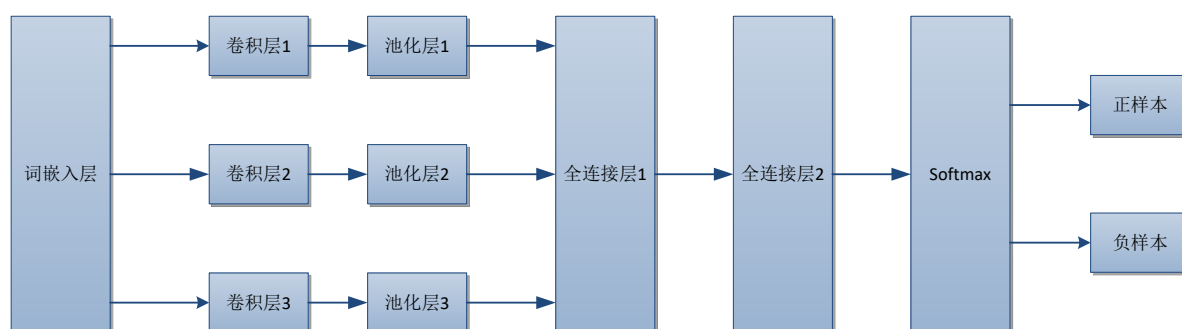 词嵌入层
卷积层1
池化层1
卷积层2
池化层2
卷积层3
池化层3
全连接层1
全连接层2
Softmax
正样本
负样本